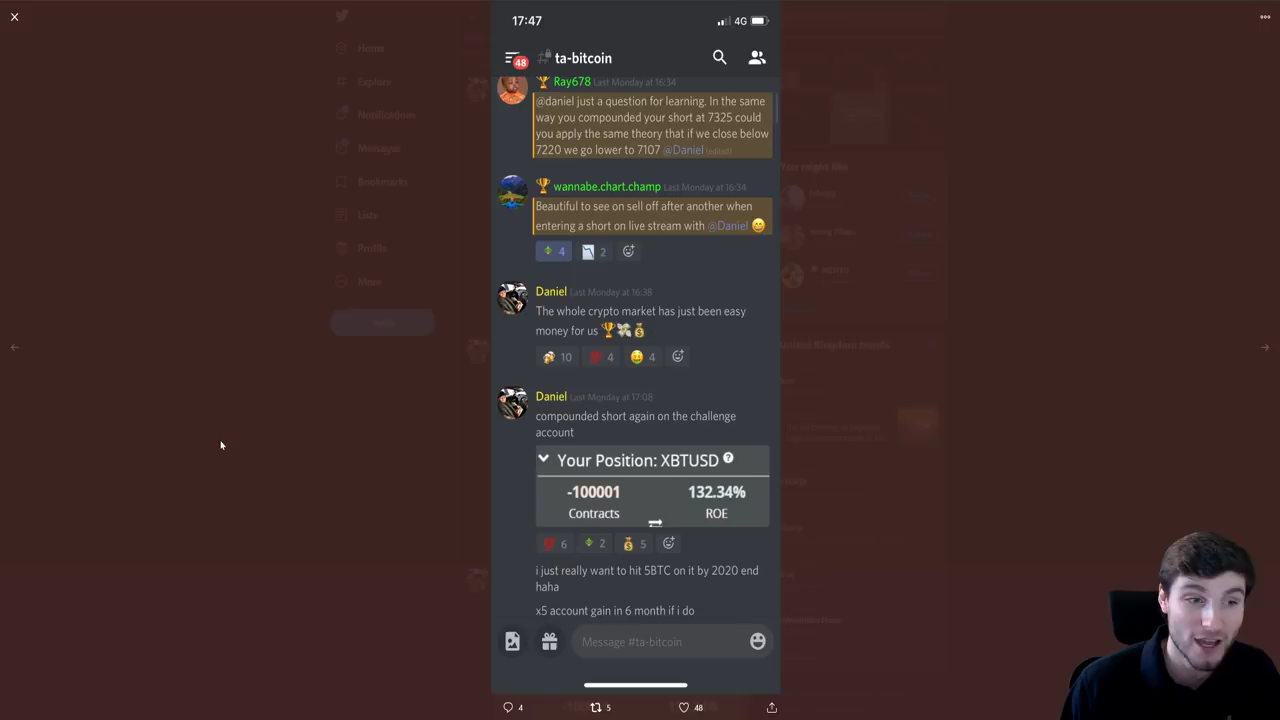 17:47
4G
48
ta-bitcoin
Ray678 Last Monday at 16:34
@daniel just a question for learning. In the same
way you compounded your short at 7325 could
you apply the same theory that if we close below
7220 we go lower to 7107 @Daniel (edited)
wannabe.chart.champ Last Monday at 16:34
Beautiful to see on sell off after another when
entering a short on live stream with @Daniel
4 2
Daniel Last Monday at 16:38
The whole crypto market has just been easy
money for us
10 4 4
Daniel Last Monday at 17:08
compounded short again on the challenge
account
Your Position: XBTUSD ?
-100001 132.34%
Contracts ROE
6 2 5
i just really want to hit 5BTC on it by 2020 end
haha
x5 account gain in 6 month if i do
Message #ta-bitcoin
4 5 48
Home
Explore
Notifications
Messages
Bookmarks
Lists
Profile
More
You might like